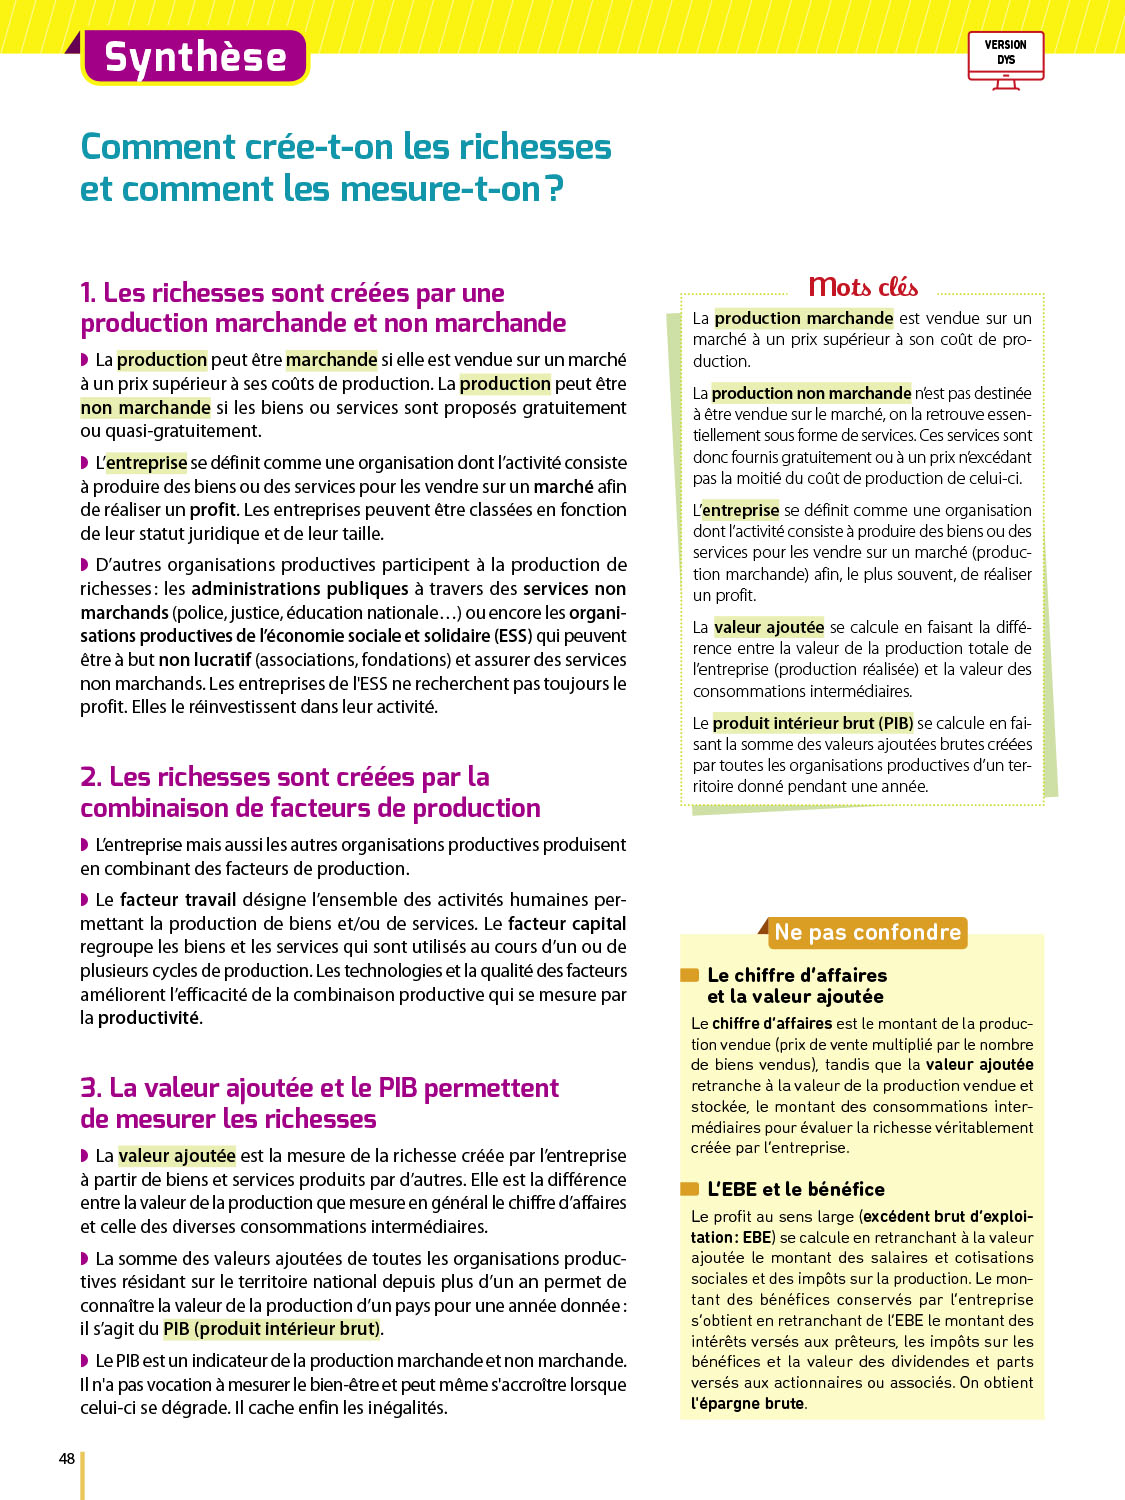 Synthèse
VERSION
DYS
Comment crée-t-on les richesses
et comment les mesure-t-on ?
1. Les richesses sont créées par une
production marchande et non marchande
La production peut être marchande si elle est vendue sur un marché
à un prix supérieur à ses coûts de production. La production peut être
non marchande si les biens ou services sont proposés gratuitement
ou quasi-gratuitement.
L'entreprise se définit comme une organisation dont l'activité consiste
à produire des biens ou des services pour les vendre sur un marché afin
de réaliser un profit. Les entreprises peuvent être classées en fonction
de leur statut juridique et de leur taille.
D'autres organisations productives participent à la production de
richesses : les administrations publiques à travers des services non
marchands (police, justice, éducation nationale…) ou encore les organi-
sations productives de l'économie sociale et solidaire (ESS) qui peuvent
être à but non lucratif (associations, fondations) et assurer des services
non marchands. Les entreprises de l'ESS ne recherchent pas toujours le
profit. Elles le réinvestissent dans leur activité.
2. Les richesses sont créées par la
combinaison de facteurs de production
L'entreprise mais aussi les autres organisations productives produisent
en combinant des facteurs de production.
Le facteur travail désigne l'ensemble des activités humaines per-
mettant la production de biens et/ou de services. Le facteur capital
regroupe les biens et les services qui sont utilisés au cours d'un ou de
plusieurs cycles de production. Les technologies et la qualité des facteurs
améliorent l'efficacité de la combinaison productive qui se mesure par
la productivité.
3. La valeur ajoutée et le PIB permettent
de mesurer les richesses
La valeur ajoutée est la mesure de la richesse créée par l'entreprise
à partir de biens et services produits par d'autres. Elle est la différence
entre la valeur de la production que mesure en général le chiffre d'affaires
et celle des diverses consommations intermédiaires.
La somme des valeurs ajoutées de toutes les organisations produc-
tives résidant sur le territoire national depuis plus d'un an permet de
connaître la valeur de la production d'un pays pour une année donnée :
il s'agit du PIB (produit intérieur brut).
Le PIB est un indicateur de la production marchande et non marchande.
Il n'a pas vocation à mesurer le bien-être et peut même s'accroître lorsque
celui-ci se dégrade. Il cache enfin les inégalités.
Mots clés
La production marchande est vendue sur un
marché à un prix supérieur à son coût de pro-
duction.
La production non marchande n'est pas destinée
à être vendue sur le marché, on la retrouve essen-
tiellement sous forme de services. Ces services sont
donc fournis gratuitement ou à un prix n'excédant
pas la moitié du coût de production de celui-ci.
L'entreprise se définit comme une organisation
dont l'activité consiste à produire des biens ou des
services pour les vendre sur un marché (produc-
tion marchande) afin, le plus souvent, de réaliser
un profit.
La valeur ajoutée se calcule en faisant la diffé-
rence entre la valeur de la production totale de
l'entreprise (production réalisée) et la valeur des
consommations intermédiaires.
Le produit intérieur brut (PIB) se calcule en fai-
sant la somme des valeurs ajoutées brutes créées
par toutes les organisations productives d'un ter-
ritoire donné pendant une année.
Ne pas confondre
Le chiffre d'affaires
et la valeur ajoutée
Le chiffre d'affaires est le montant de la produc-
tion vendue (prix de vente multiplié par le nombre
de biens vendus), tandis que la valeur ajoutée
retranche à la valeur de la production vendue et
stockée, le montant des consommations inter-
médiaires pour évaluer la richesse véritablement
créée par l'entreprise.
L'EBE et le bénéfice
Le profit au sens large (excédent brut d'exploi-
tation : EBE) se calcule en retranchant à la valeur
ajoutée le montant des salaires et cotisations
sociales et des impôts sur la production. Le mon-
tant des bénéfices conservés par l'entreprise
s'obtient en retranchant de l'EBE le montant des
intérêts versés aux prêteurs, les impôts sur les
bénéfices et la valeur des dividendes et parts
versés aux actionnaires ou associés. On obtient
l'épargne brute.
48